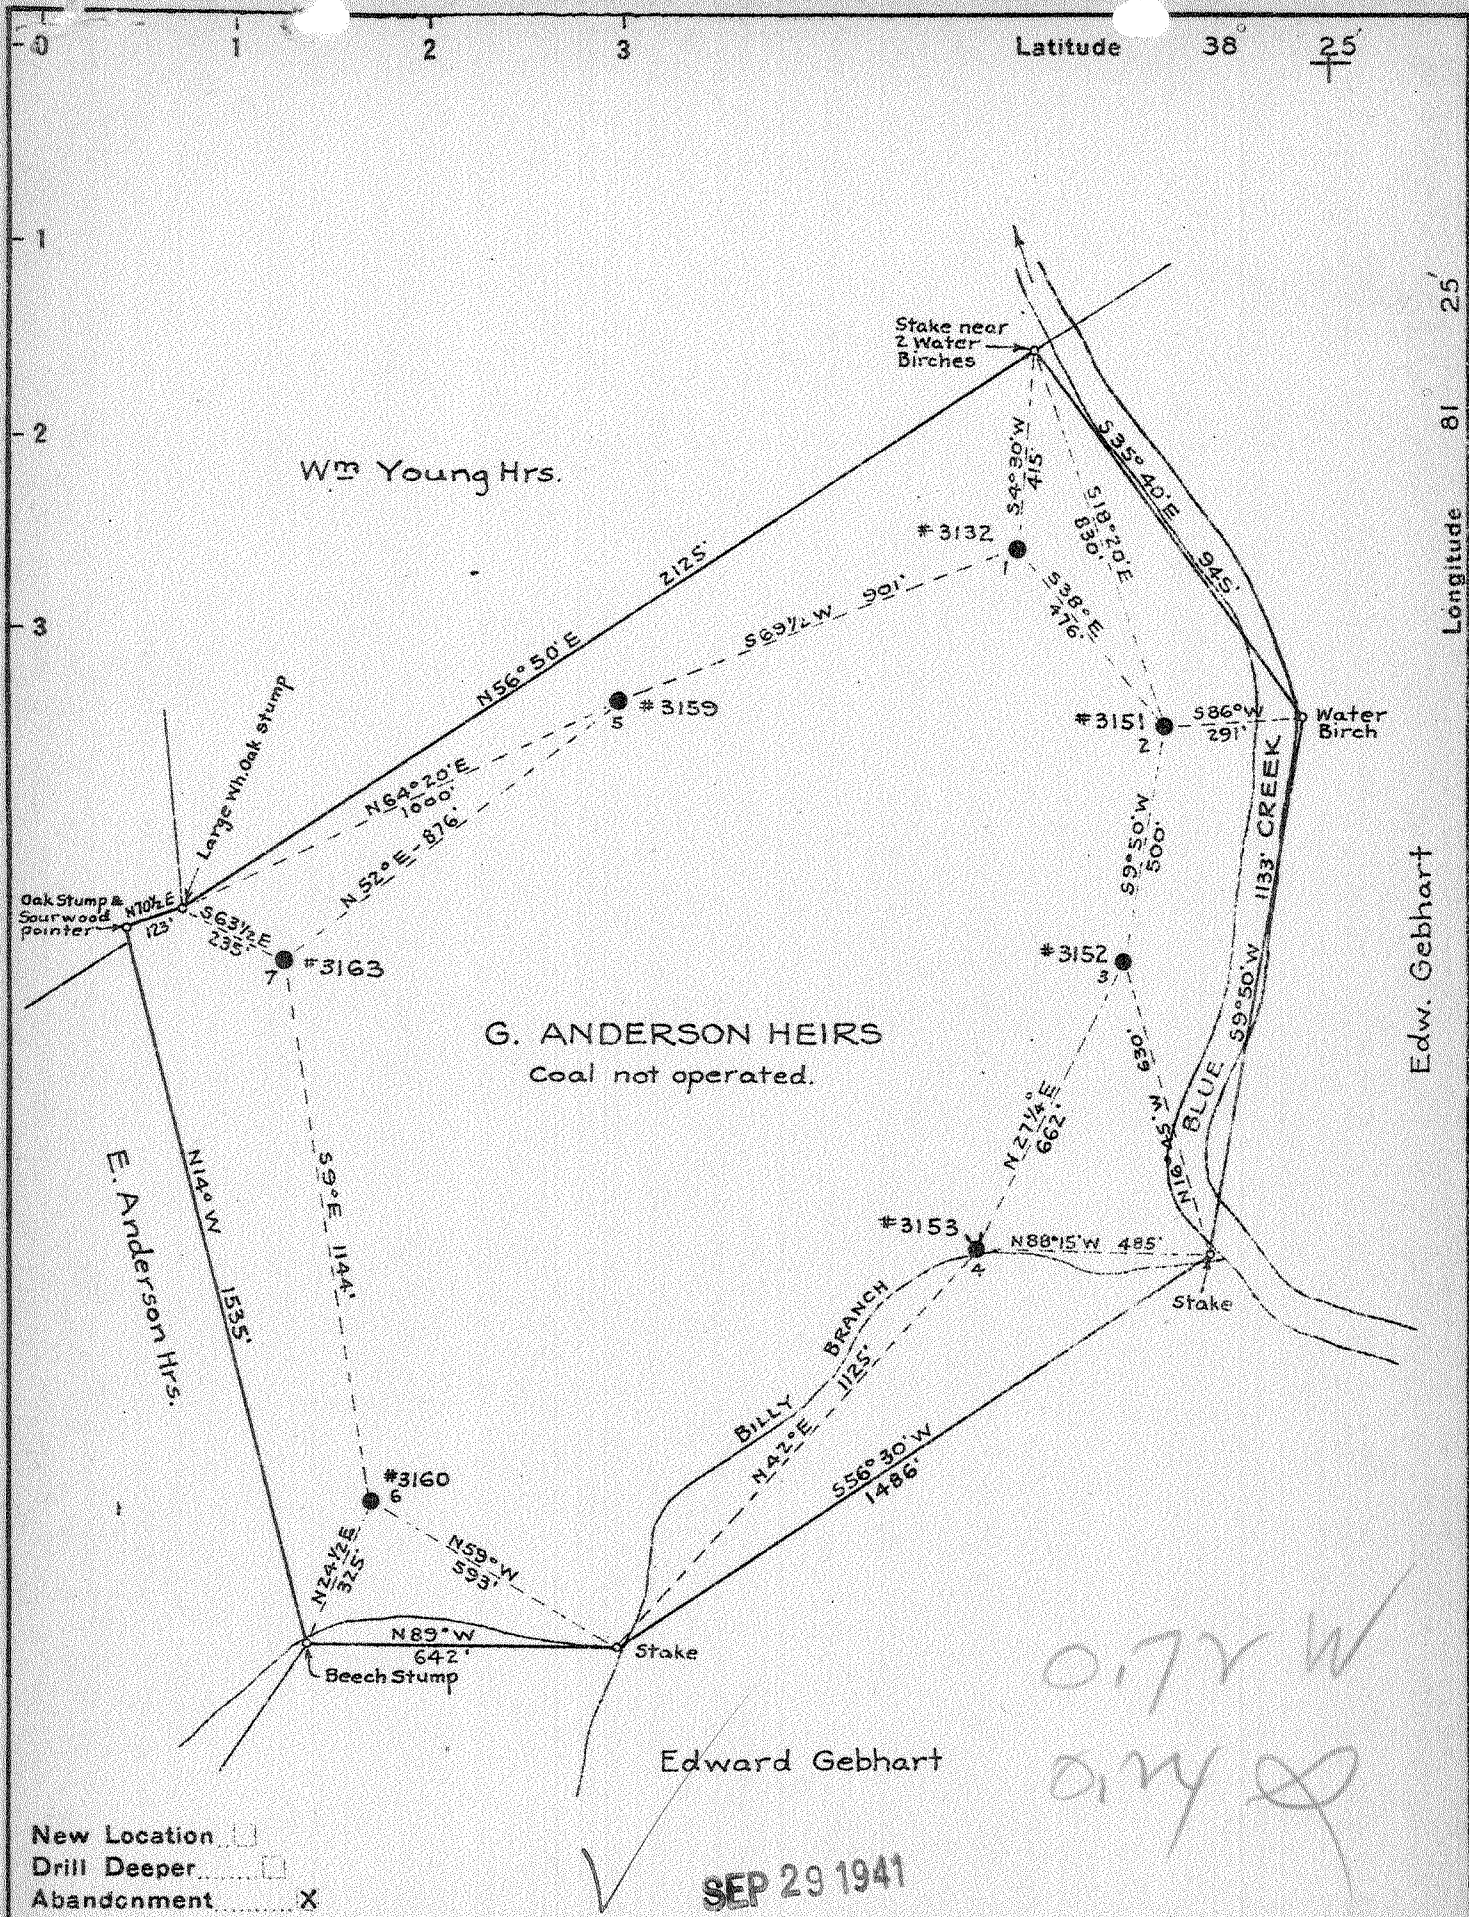 0 1 2 3 Latitude 38° 25'
1
2
3
Longitude 81 25'
Stake near
2 Water
Birches
Wm Young Hrs.
S4°30'W
415'
S18°20'E
830'
S35°40'E 945'
#3132
1
2125'
N56°50'E
S69½W 901'
S38°E
476'
#3159
5
#3151
2
S86°W
291'
Water
Birch
Large Wh. Oak stump
N64°20'E
1000'
N52°E - 876'
S9°50'W
500'
1133' CREEK
S9°50'W
BLUE
Edw. Gebhart
Oak Stump &
Sourwood
pointer
N70½E
123'
S63½E
235'
7
#3163
#3152
3
G. ANDERSON HEIRS
Coal not operated.
630'
N16° 45' W
N27¼°E
662'
E. Anderson Hrs.
N14°W
1535'
S9°E 1144'
#3153
4
N88°15'W 485'
Stake
BILLY BRANCH
1125'
N42°E
S56°30'W
1486'
#3160
6
N24½E
325'
N59°W
593'
N89°W
642'
Stake
Beech Stump
0.72 W
Edward Gebhart
New Location
Drill Deeper
Abandonment X
SEP 29 1941